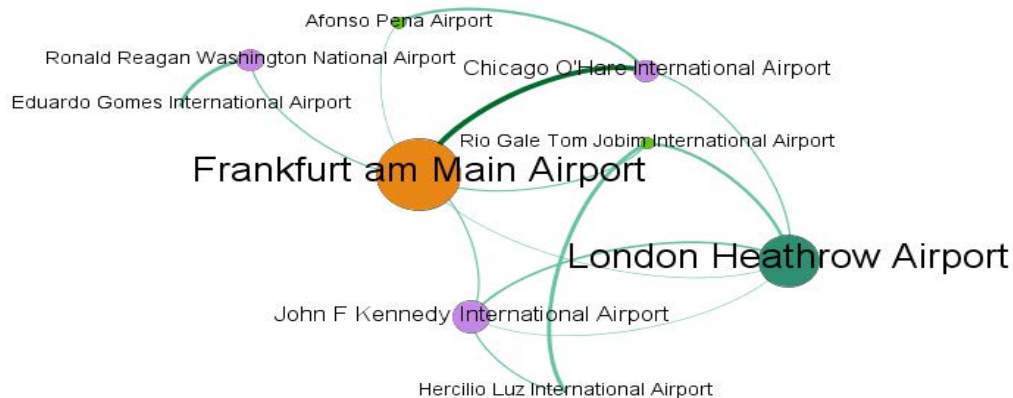 Afonso Pena Airport
Ronald Reagan Washington National Airport
Chicago O'Hare International Airport
Eduardo Gomes International Airport
Rio Gale Tom Jobim International Airport
Frankfurt am Main Airport
London Heathrow Airport
John F Kennedy International Airport
Hercilio Luz International Airport